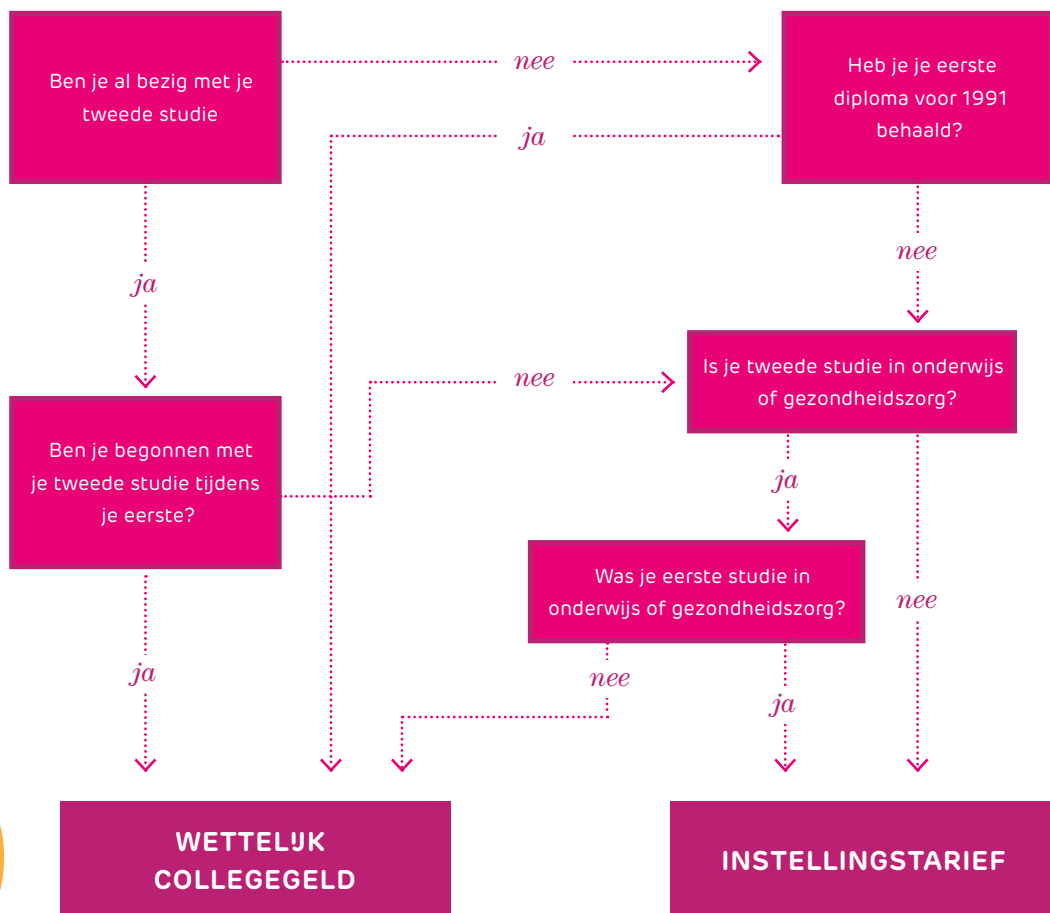 Ben je al bezig met je
tweede studie
nee
Heb je je eerste
diploma voor 1991
behaald?
ja
nee
ja
Is je tweede studie in onderwijs
of gezondheidszorg?
nee
Ben je begonnen met
je tweede studie tijdens
je eerste?
ja
Was je eerste studie in
onderwijs of gezondheidszorg?
nee
ja
nee
ja
WETTELIJK
COLLEGEGELD
INSTELLINGSTARIEF